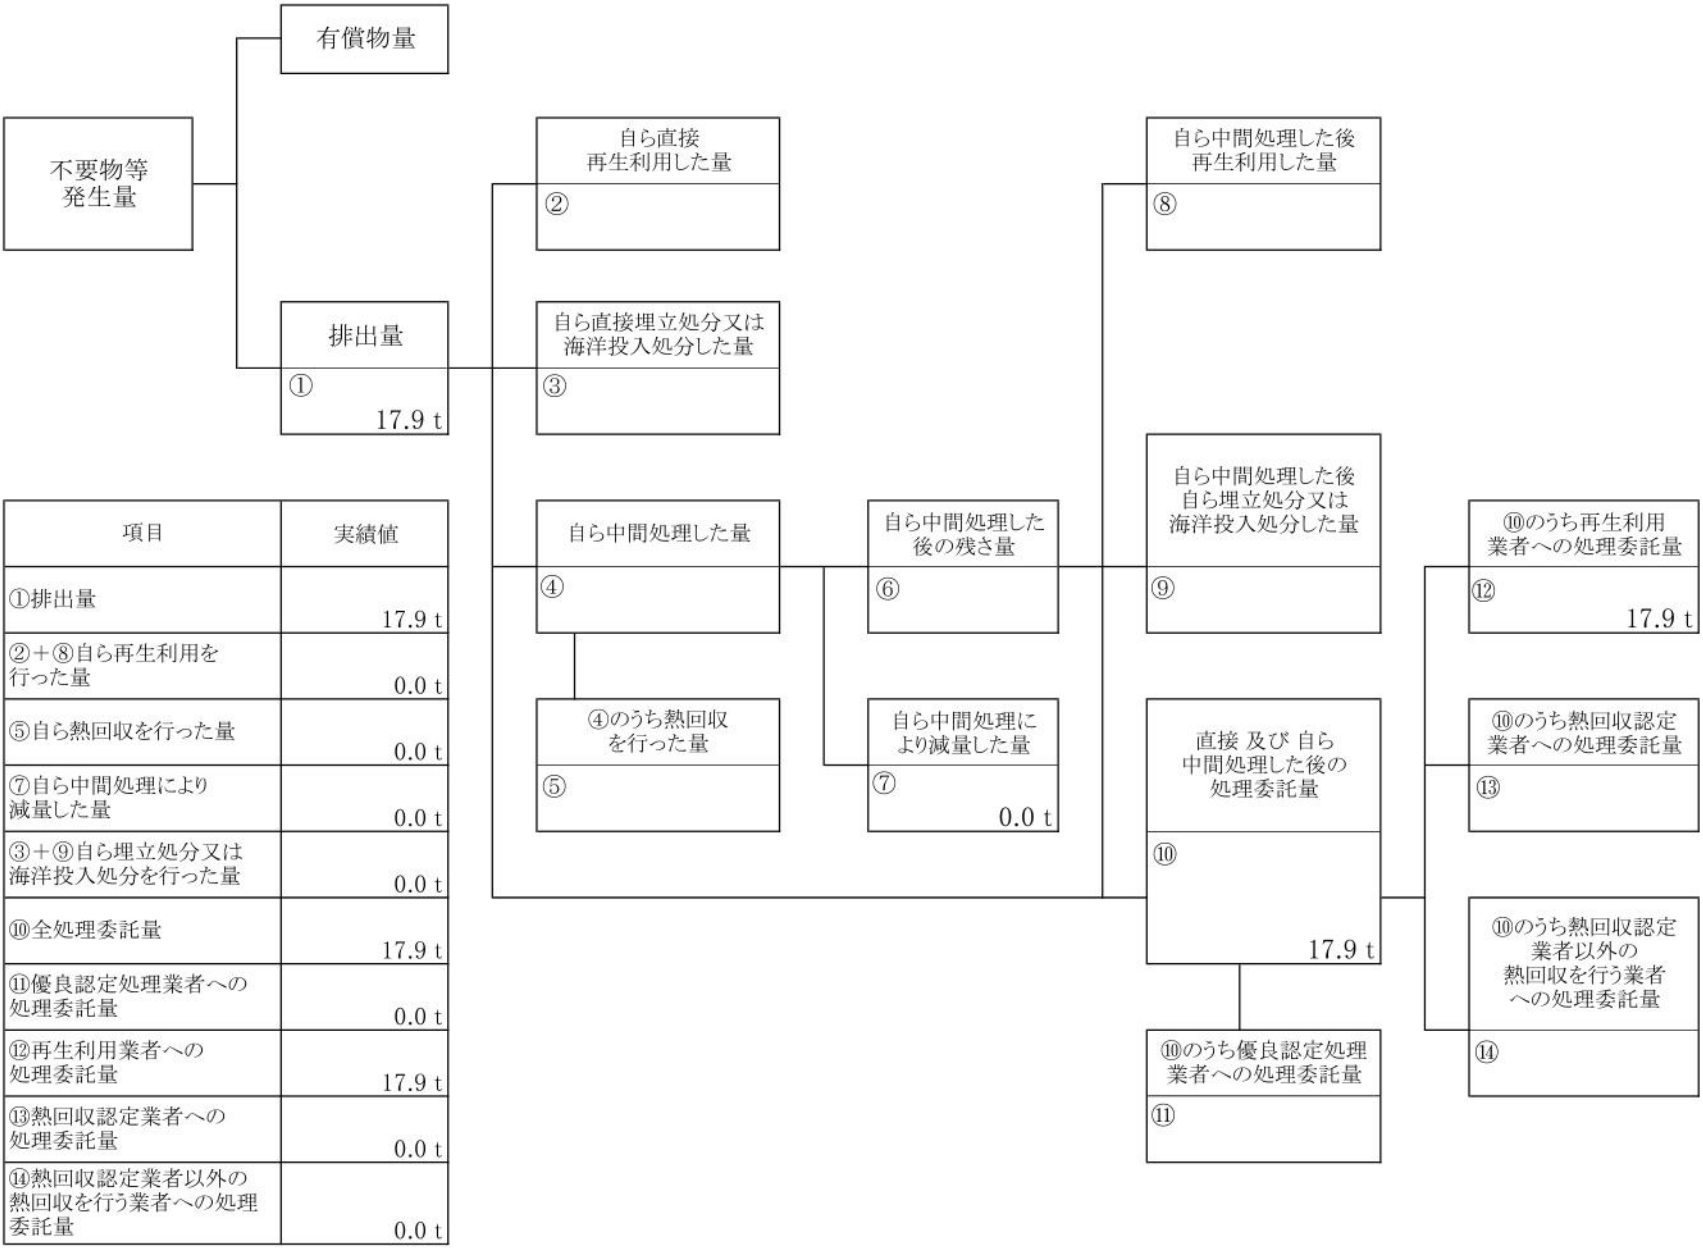 有償物量
不要物等
発生量
自ら直接
再生利用した量
②
自ら中間処理した後
再生利用した量
⑧
排出量
①
17.9 t
自ら直接埋立処分又は
海洋投入処分した量
③
自ら中間処理した量
④
自ら中間処理した
後の残さ量
⑥
自ら中間処理した後
自ら埋立処分又は
海洋投入処分した量
⑨
⑩のうち再生利用
業者への処理委託量
⑫
17.9 t
④のうち熱回収
を行った量
⑤
自ら中間処理に
より減量した量
⑦
0.0 t
直接 及び 自ら
中間処理した後の
処理委託量
⑩
17.9 t
⑩のうち熱回収認定
業者への処理委託量
⑬
⑩のうち熱回収認定
業者以外の
熱回収を行う業者
への処理委託量
⑭
⑩のうち優良認定処理
業者への処理委託量
⑪
項目
実績値
①排出量
17.9 t
②＋⑧自ら再生利用を
行った量
0.0 t
⑤自ら熱回収を行った量
0.0 t
⑦自ら中間処理により
減量した量
0.0 t
③＋⑨自ら埋立処分又は
海洋投入処分を行った量
0.0 t
⑩全処理委託量
17.9 t
⑪優良認定処理業者への
処理委託量
0.0 t
⑫再生利用業者への
処理委託量
17.9 t
⑬熱回収認定業者への
処理委託量
0.0 t
⑭熱回収認定業者以外の
熱回収を行う業者への処理
委託量
0.0 t